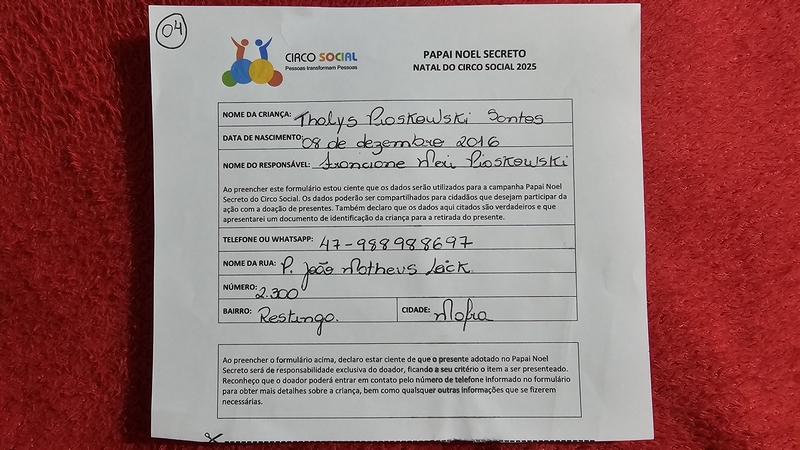 04
CIRCO SOCIAL
Pessoas transformam Pessoas
PAPAI NOEL SECRETO
NATAL DO CIRCO SOCIAL 2025
NOME DA CRIANÇA: Thalys Pioskowski Santos
DATA DE NASCIMENTO: 08 de dezembro 2016
NOME DO RESPONSÁVEL: Franciane Meri Pioskowski
Ao preencher este formulário estou ciente que os dados serão utilizados para a campanha Papai Noel
Secreto do Circo Social. Os dados poderão ser compartilhados para cidadãos que desejam participar da
ação com a doação de presentes. Também declaro que os dados aqui citados são verdadeiros e que
apresentarei um documento de identificação da criança para a retirada do presente.
TELEFONE OU WHATSAPP: 47-988988697
NOME DA RUA: P. João Matheus Leick
NÚMERO: 2.300
BAIRRO: Restinga. CIDADE: Mafra
Ao preencher o formulário acima, declaro estar ciente de que o presente adotado no Papai Noel
Secreto será de responsabilidade exclusiva do doador, ficando a seu critério o item a ser presenteado.
Reconheço que o doador poderá entrar em contato pelo número de telefone informado no formulário
para obter mais detalhes sobre a criança, bem como qualsquer outras informações que se fizerem
necessárias.